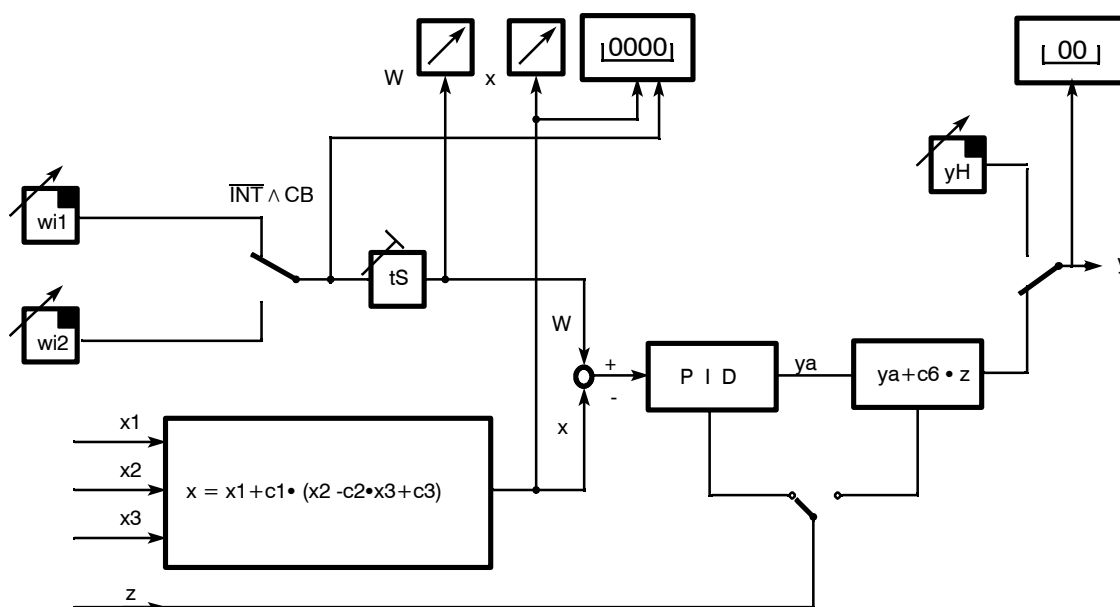 0000
00
W
x
yH
INT ∧ CB
wi1
tS
y
W
wi2
+
P I D
ya
ya+c6 • z
-
x
x1
x2
x = x1+c1• (x2 -c2•x3+c3)
x3
z